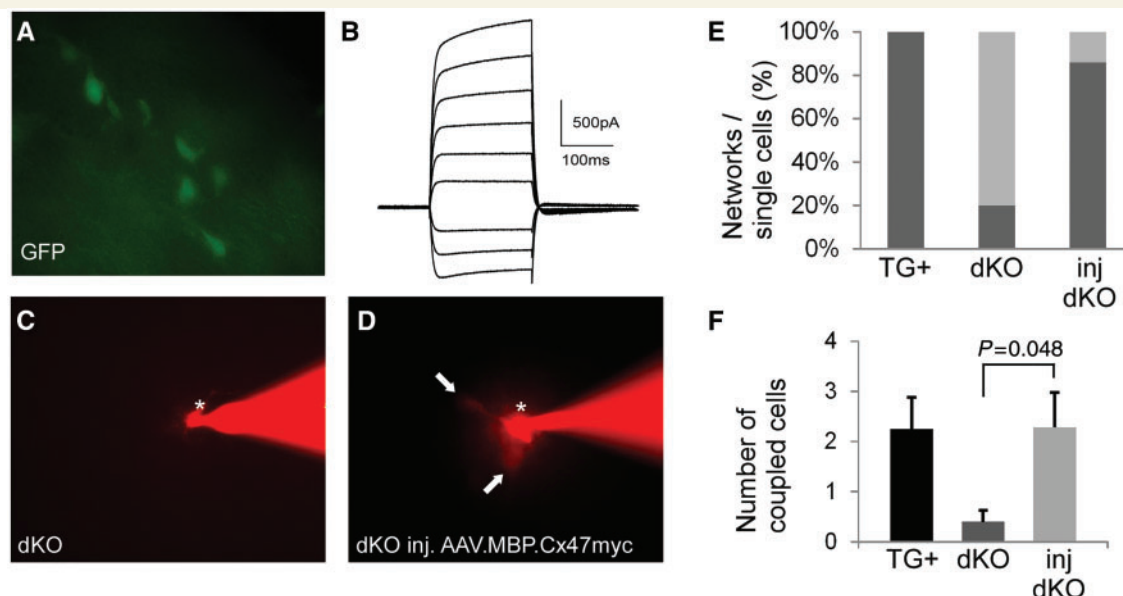 A
GFP
B
500pA
100ms
C
*
dKO
D
*
dKO inj. AAV.MBP.Cx47myc
E
Networks /
single cells (%)
100%
80%
60%
40%
20%
0%
TG+ dKO inj
dKO
F
Number of
coupled cells
4
3
2
1
0
P=0.048
TG+ dKO inj
dKO